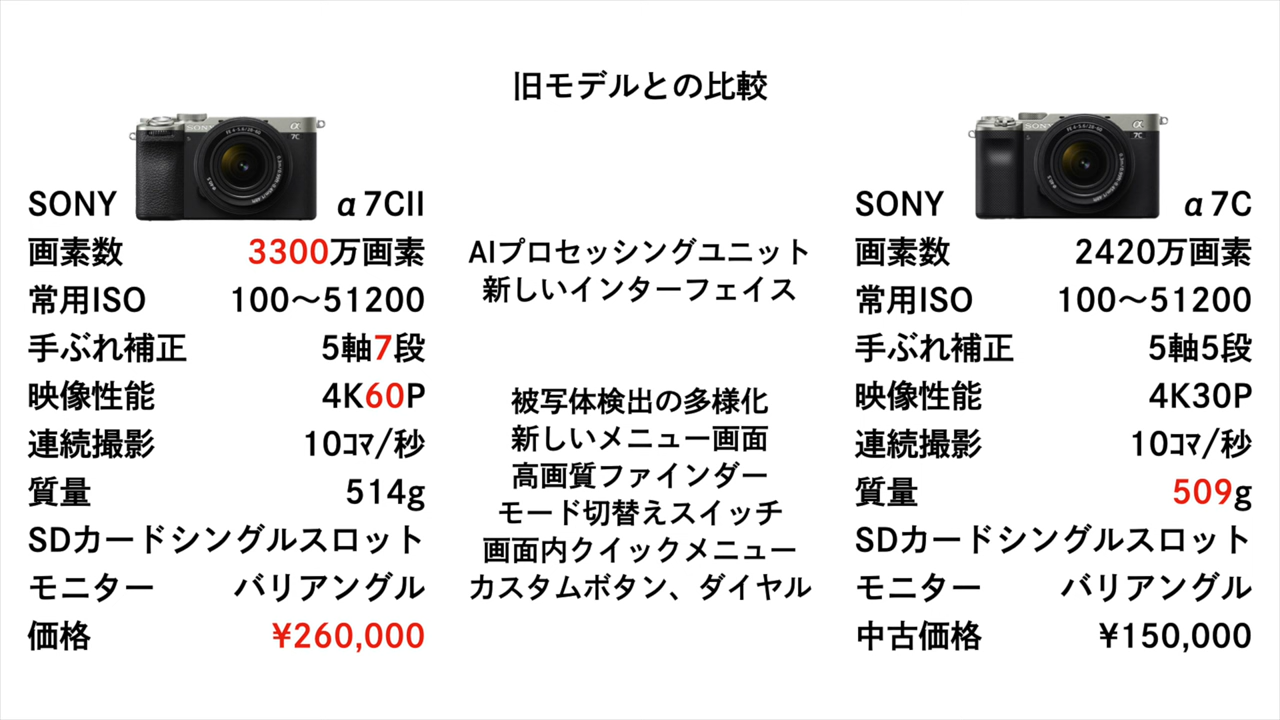 旧モデルとの比較
SONY α7CII
画素数 3300万画素
常用ISO 100〜51200
手ぶれ補正 5軸7段
映像性能 4K60P
連続撮影 10コマ/秒
質量 514g
SDカードシングルスロット
モニター バリアングル
価格 ¥260,000
AIプロセッシングユニット
新しいインターフェイス
被写体検出の多様化
新しいメニュー画面
高画質ファインダー
モード切替えスイッチ
画面内クイックメニュー
カスタムボタン、ダイヤル
SONY α7C
画素数 2420万画素
常用ISO 100〜51200
手ぶれ補正 5軸5段
映像性能 4K30P
連続撮影 10コマ/秒
質量 509g
SDカードシングルスロット
モニター バリアングル
中古価格 ¥150,000
SONY
α
7C
SONY
α
7C